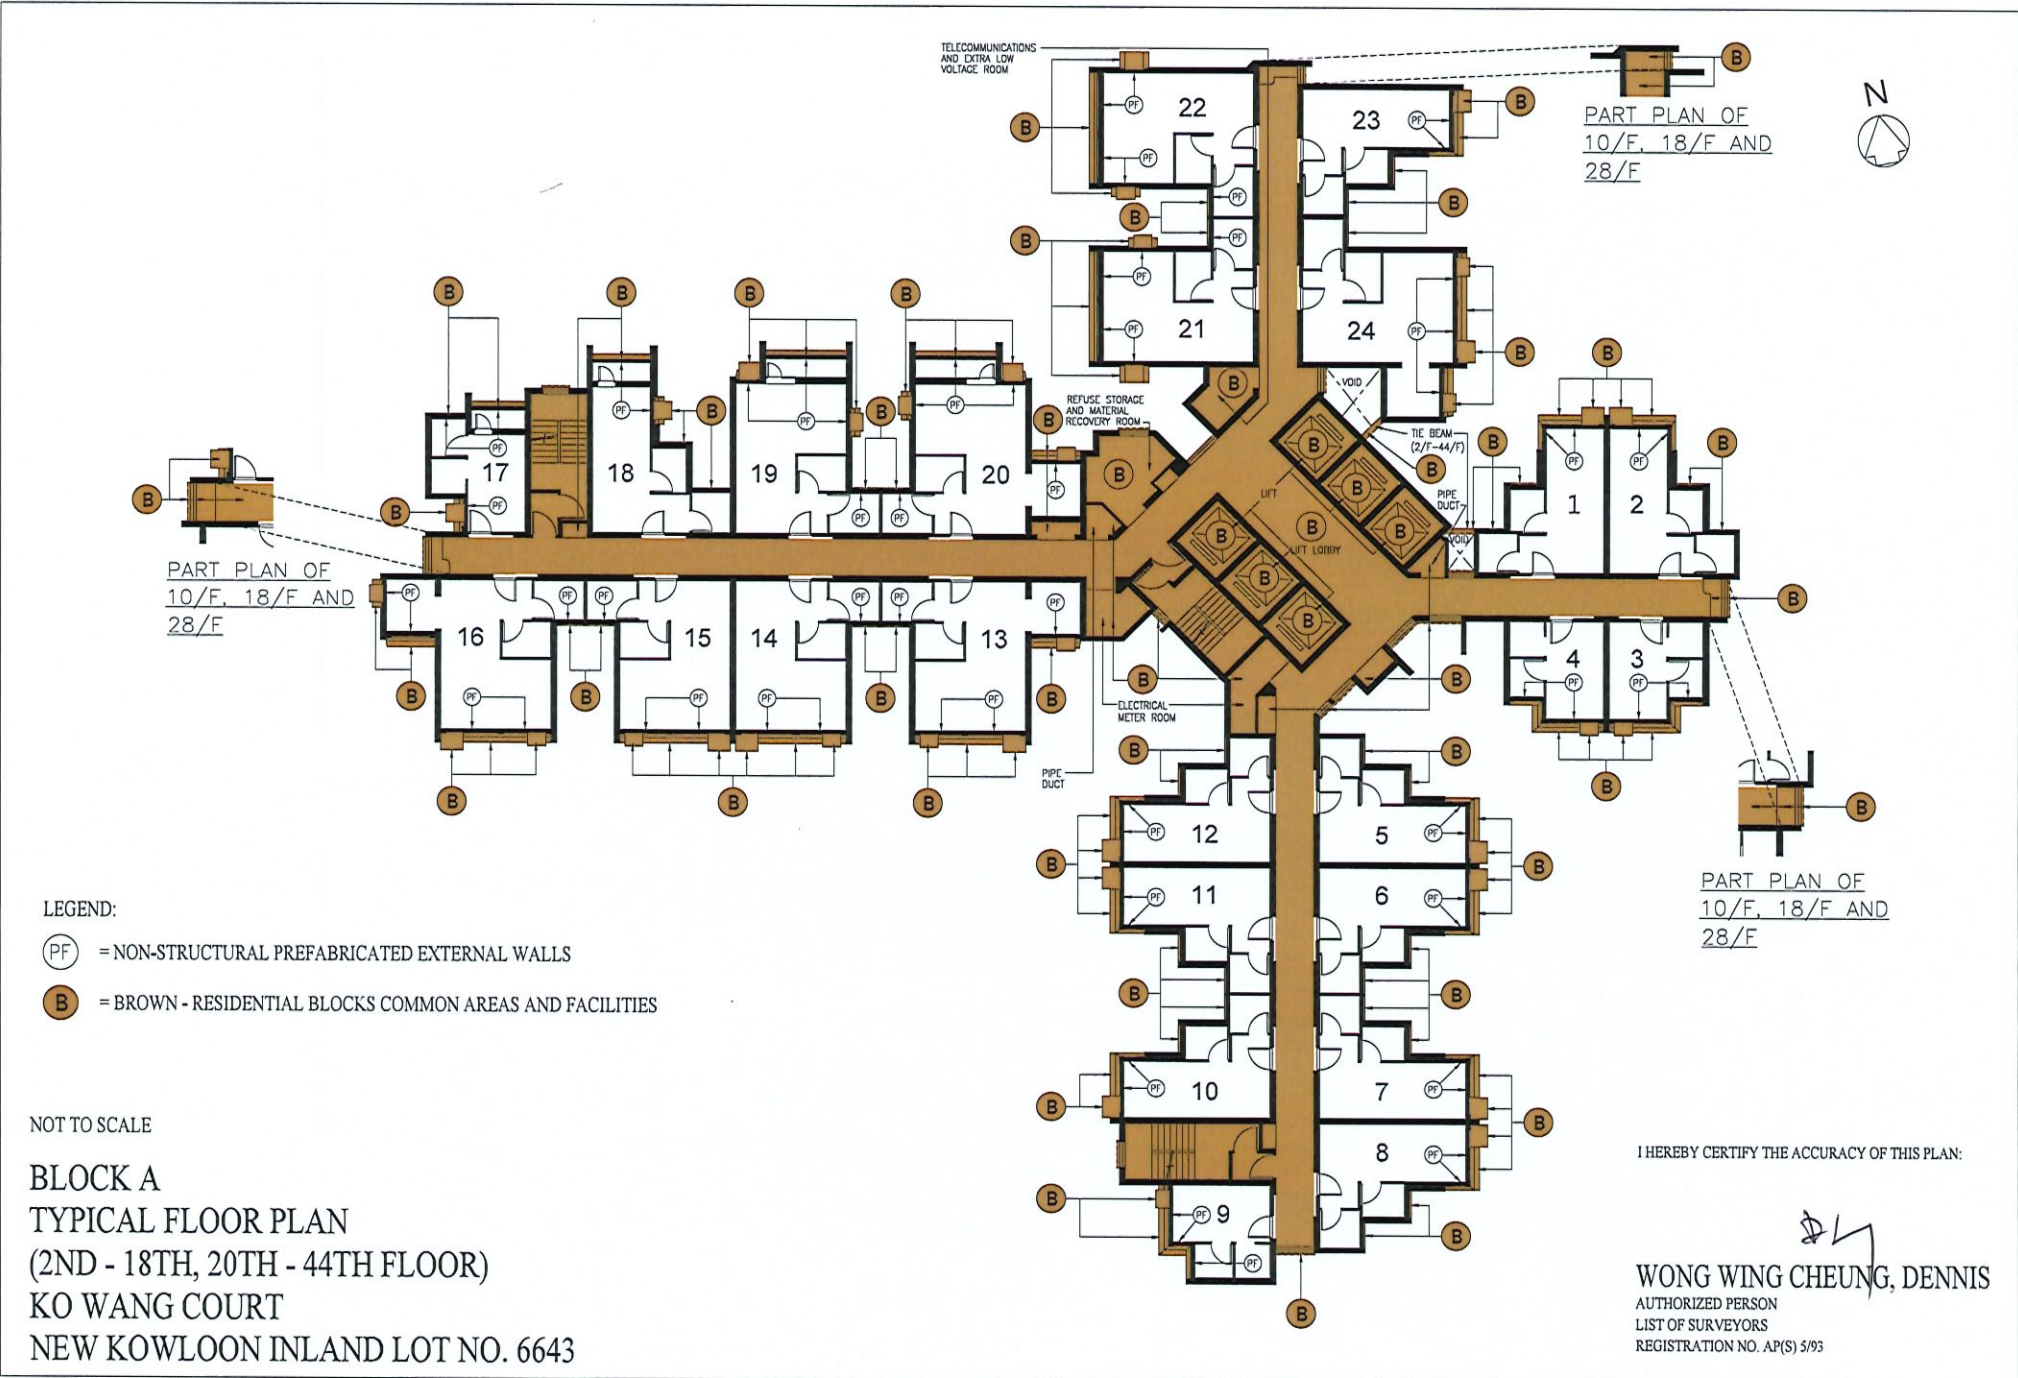 TELECOMMUNICATIONS
AND EXTRA LOW
VOLTAGE ROOM
PART PLAN OF
10/F, 18/F AND
28/F
N
22
23
21
24
REFUSE STORAGE
AND MATERIAL
RECOVERY ROOM
VOID
TIE BEAM
(2/F-44/F)
PIPE
DUCT
VOID
LIFT
LIFT LOBBY
17
18
19
20
1
2
PART PLAN OF
10/F, 18/F AND
28/F
16
15
14
13
4
3
ELECTRICAL
METER ROOM
PIPE
DUCT
12
5
11
6
10
7
8
9
PART PLAN OF
10/F, 18/F AND
28/F
LEGEND:
PF = NON-STRUCTURAL PREFABRICATED EXTERNAL WALLS
B = BROWN - RESIDENTIAL BLOCKS COMMON AREAS AND FACILITIES
NOT TO SCALE
BLOCK A
TYPICAL FLOOR PLAN
(2ND - 18TH, 20TH - 44TH FLOOR)
KO WANG COURT
NEW KOWLOON INLAND LOT NO. 6643
I HEREBY CERTIFY THE ACCURACY OF THIS PLAN:
WONG WING CHEUNG, DENNIS
AUTHORIZED PERSON
LIST OF SURVEYORS
REGISTRATION NO. AP(S) 5/93